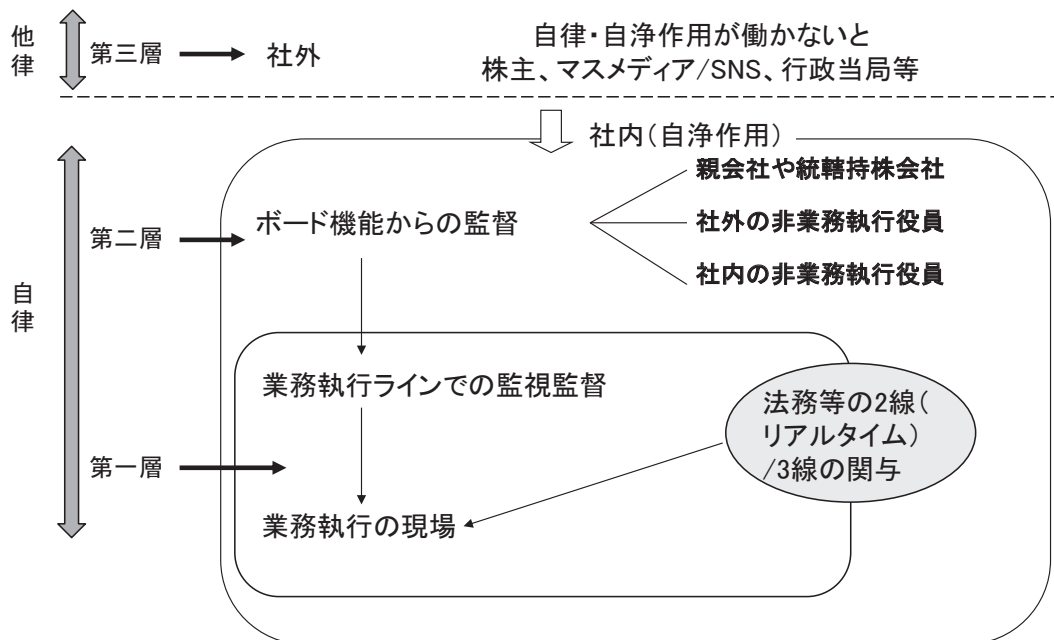 他律
第三層
社外
自律・自浄作用が働かないと
株主、マスメディア/SNS、行政当局等
社内(自浄作用)
親会社や統轄持株会社
第二層
ボード機能からの監督
社外の非業務執行役員
社内の非業務執行役員
自律
業務執行ラインでの監視監督
法務等の2線(
リアルタイム)
/3線の関与
第一層
業務執行の現場